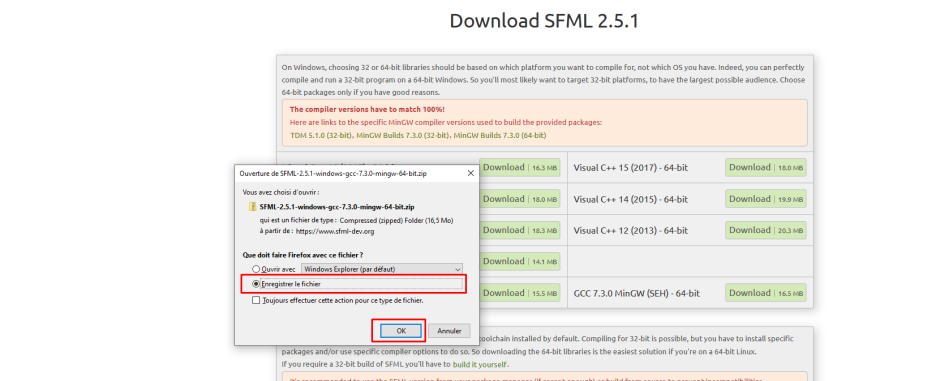 Download SFML 2.5.1
On Windows, choosing 32 or 64-bit libraries should be based on which platform you want to compile for, not which OS you have. Indeed, you can perfectly
compile and run a 32-bit program on a 64-bit Windows. So you'll most likely want to target 32-bit platforms, to have the largest possible audience. Choose
64-bit packages only if you have good reasons.
The compiler versions have to match 100%!
Here are links to the specific MinGW compiler versions used to build the provided packages:
TDM 5.1.0 (32-bit), MinGW Builds 7.3.0 (32-bit), MinGW Builds 7.3.0 (64-bit)
Download | 16.3 MB
Visual C++ 15 (2017) - 64-bit
Download | 18.0 MB
Download | 18.0 MB
Visual C++ 14 (2015) - 64-bit
Download | 19.9 MB
Download | 18.3 MB
Visual C++ 12 (2013) - 64-bit
Download | 20.3 MB
Download | 14.1 MB
Download | 15.5 MB
GCC 7.3.0 MinGW (SEH) - 64-bit
Download | 16.5 MB
Ouverture de SFML-2.5.1-windows-gcc-7.3.0-mingw-64-bit.zip
Vous avez choisi d'ouvrir :
SFML-2.5.1-windows-gcc-7.3.0-mingw-64-bit.zip
qui est un fichier de type : Compressed (zipped) Folder (16,5 Mo)
à partir de : https://www.sfml-dev.org
Que doit faire Firefox avec ce fichier ?
Ouvrir avec Windows Explorer (par défaut)
Enregistrer le fichier
Toujours effectuer cette action pour ce type de fichier.
OK Annuler
toolchain installed by default. Compiling for 32-bit is possible, but you have to install specific
packages and/or use specific compiler options to do so. So downloading the 64-bit libraries is the easiest solution if you're on a 64-bit Linux.
If you require a 32-bit build of SFML you'll have to build it yourself.